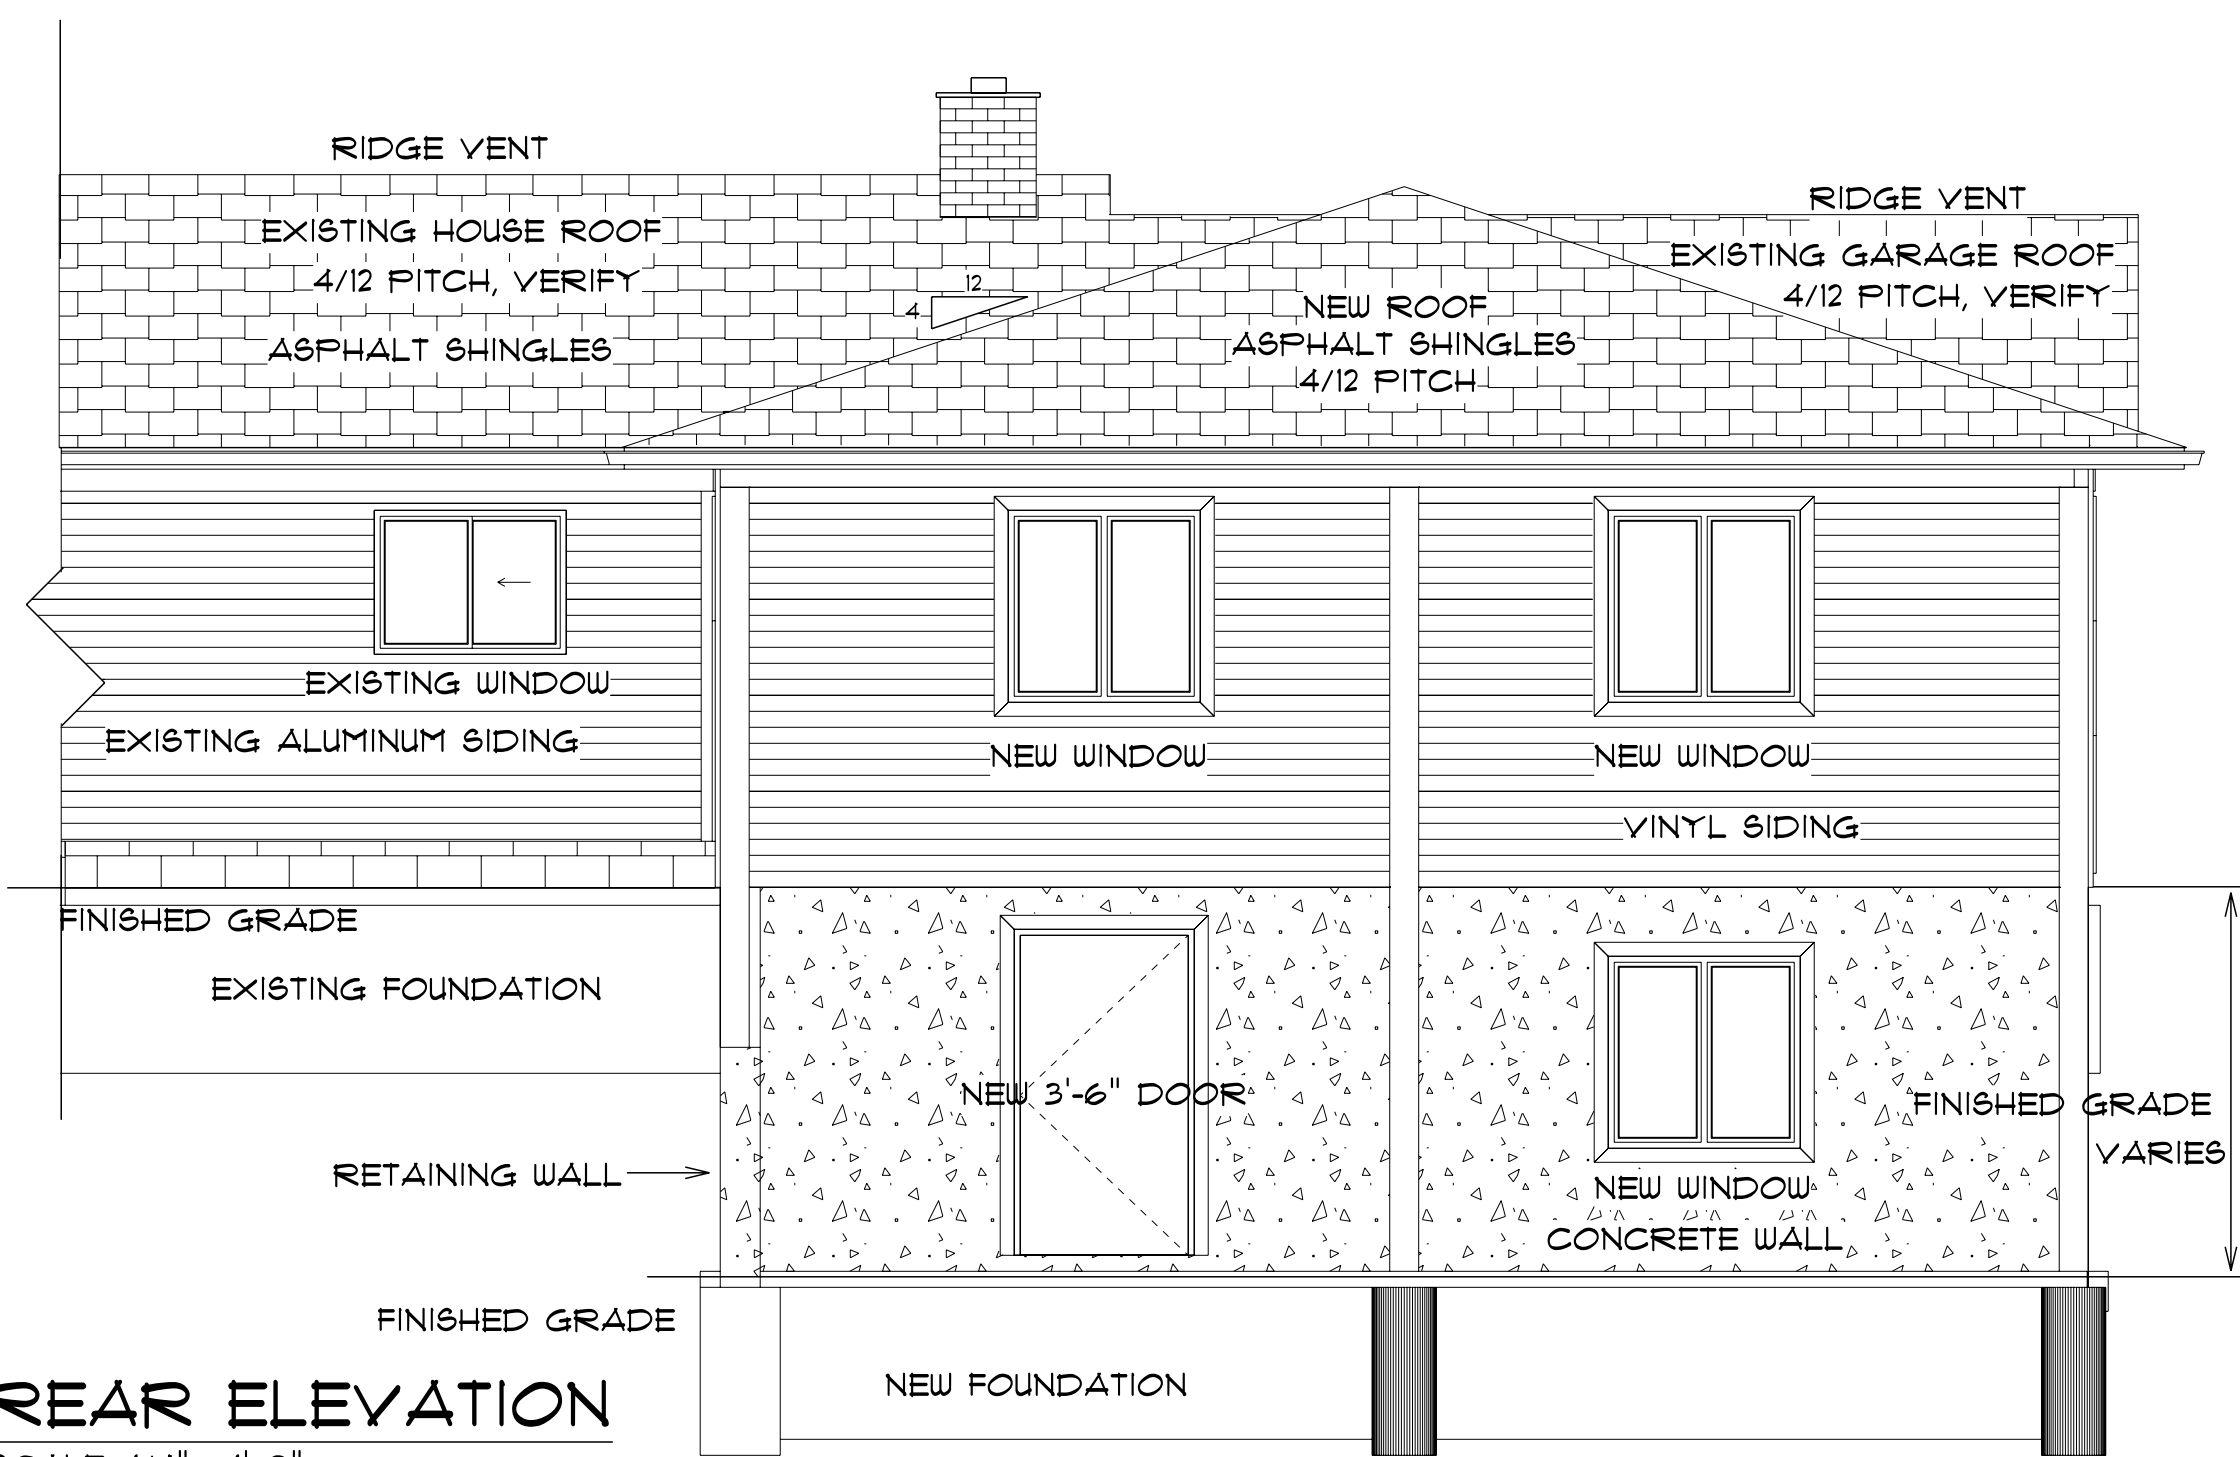 RIDGE VENT
EXISTING HOUSE ROOF
4/12 PITCH, VERIFY
ASPHALT SHINGLES
12
4
NEW ROOF
ASPHALT SHINGLES
4/12 PITCH
RIDGE VENT
EXISTING GARAGE ROOF
4/12 PITCH, VERIFY
EXISTING WINDOW
EXISTING ALUMINUM SIDING
NEW WINDOW
NEW WINDOW
VINYL SIDING
FINISHED GRADE
EXISTING FOUNDATION
NEW 3'-6" DOOR
FINISHED GRADE
VARIES
RETAINING WALL
NEW WINDOW
CONCRETE WALL
FINISHED GRADE
NEW FOUNDATION
REAR ELEVATION